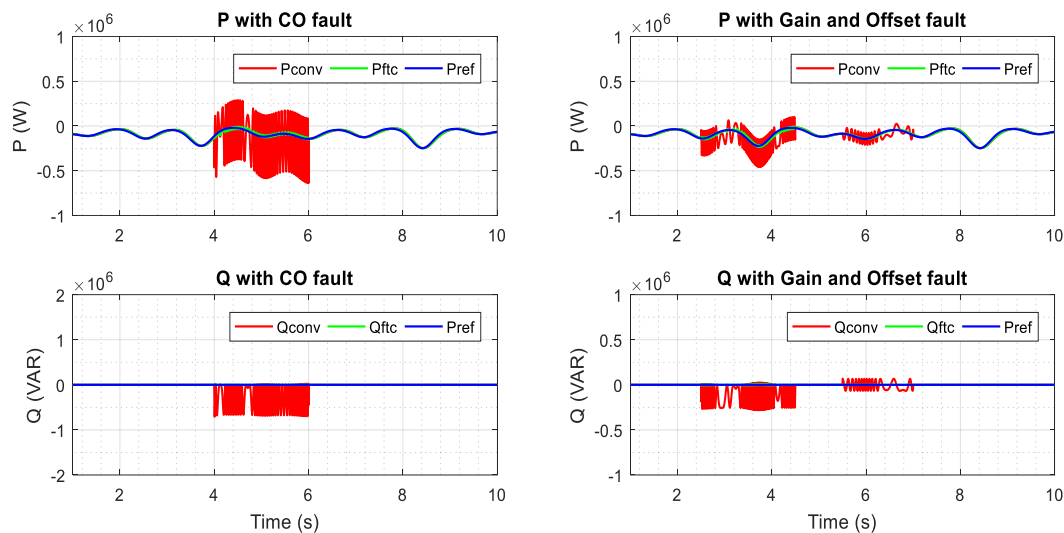 P with CO fault
×10^6
1
0.5
0
-0.5
-1
P (W)
Pconv Pftc Pref
2 4 6 8 10
P with Gain and Offset fault
×10^6
1
0.5
0
-0.5
-1
P (W)
Pconv Pftc Pref
2 4 6 8 10
Q with CO fault
×10^6
2
1
0
-1
-2
Q (VAR)
Qconv Qftc Pref
2 4 6 8 10
Time (s)
Q with Gain and Offset fault
×10^6
1
0.5
0
-0.5
-1
Q (VAR)
Qconv Qftc Pref
2 4 6 8 10
Time (s)